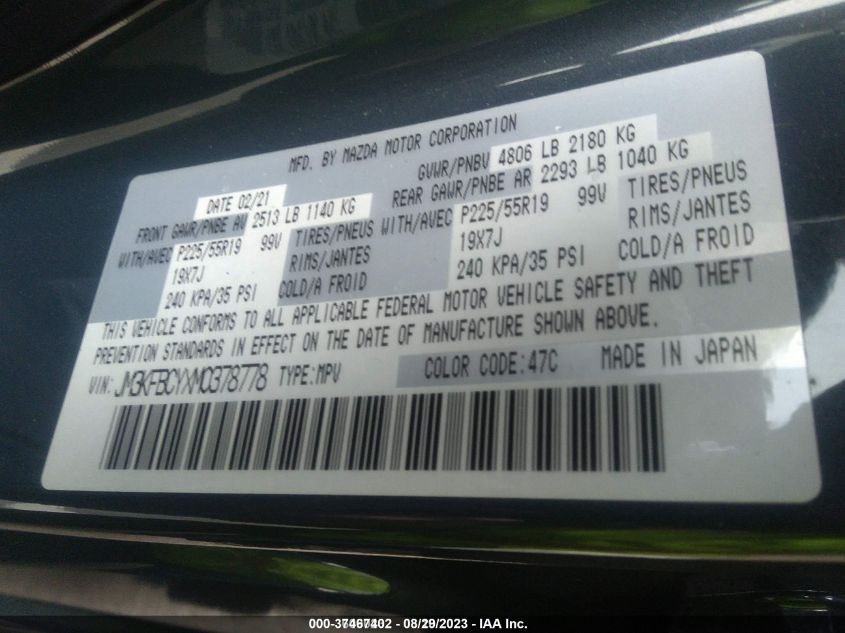 MFD. BY MAZDA MOTOR CORPORATION
DATE 02/21 GVWR/PNBV 4806 LB 2180 KG
FRONT GAWR/PNBE AV 2513 LB 1140 KG REAR GAWR/PNBE AR 2293 LB 1040 KG
WITH/AVEC P225/55R19 99V TIRES/PNEUS WITH/AVEC P225/55R19 99V TIRES/PNEUS
19X7J RIMS/JANTES 19X7J RIMS/JANTES
240 KPA/35 PSI COLD/A FROID 240 KPA/35 PSI COLD/A FROID
THIS VEHICLE CONFORMS TO ALL APPLICABLE FEDERAL MOTOR VEHICLE SAFETY AND THEFT
PREVENTION STANDARDS IN EFFECT ON THE DATE OF MANUFACTURE SHOWN ABOVE.
VIN: JM3KFBCYXM0378778 TYPE:MPV COLOR CODE:47C MADE IN JAPAN
000-37467402 - 08/29/2023 - IAA Inc.